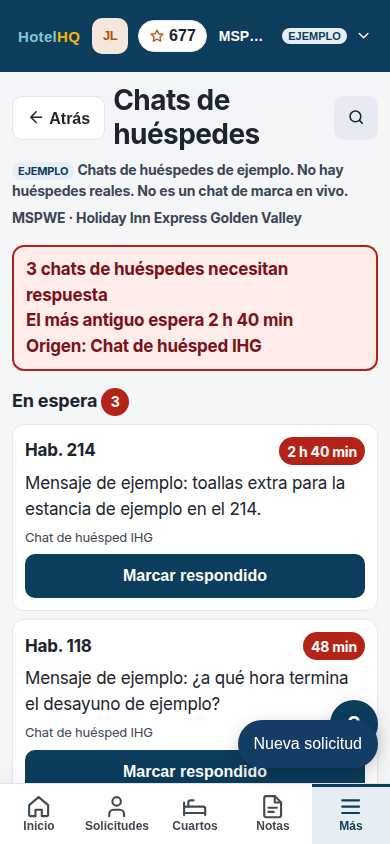 HotelHQ
JL
677
MSP...
EJEMPLO
Atrás
Chats de
huéspedes
EJEMPLO Chats de huéspedes de ejemplo. No hay
huéspedes reales. No es un chat de marca en vivo.
MSPWE · Holiday Inn Express Golden Valley
3 chats de huéspedes necesitan
respuesta
El más antiguo espera 2 h 40 min
Origen: Chat de huésped IHG
En espera 3
Hab. 214
2 h 40 min
Mensaje de ejemplo: toallas extra para la
estancia de ejemplo en el 214.
Chat de huésped IHG
Marcar respondido
Hab. 118
48 min
Mensaje de ejemplo: ¿a qué hora termina
el desayuno de ejemplo?
Chat de huésped IHG
Marcar respondido
Nueva solicitud
Inicio
Solicitudes
Cuartos
Notas
Más